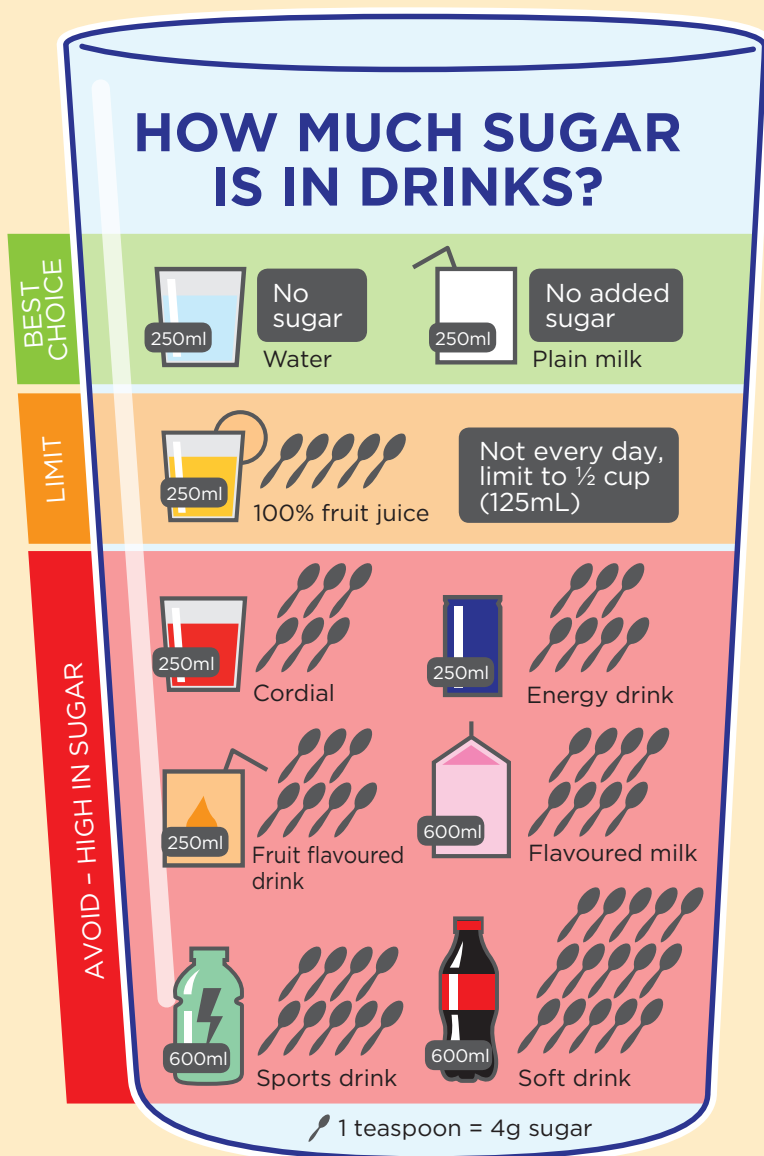 HOW MUCH SUGAR
IS IN DRINKS?
BEST
CHOICE
250ml
No
sugar
Water
250ml
No added
sugar
Plain milk
LIMIT
250ml
100% fruit juice
Not every day,
limit to ½ cup
(125mL)
AVOID – HIGH IN SUGAR
250ml
Cordial
250ml
Energy drink
250ml
Fruit flavoured
drink
600ml
Flavoured milk
600ml
Sports drink
600ml
Soft drink
1 teaspoon = 4g sugar